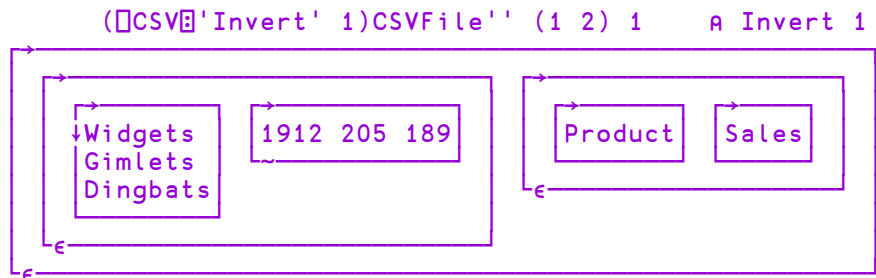 (⎕CSV⍠'Invert' 1)CSVFile'' (1 2) 1    ⍝ Invert 1
┌→────────────────────────────────────────────────────┐
│ ┌→────────────────────────┐  ┌→──────────────────┐ │
│ │ ┌→───────┐ ┌→───────────┐ │  │ ┌→──────┐ ┌→────┐ │ │
│ │ ↓Widgets │ │1912 205 189│ │  │ │Product│ │Sales│ │ │
│ │ │Gimlets │ └~───────────┘ │  │ └───────┘ └─────┘ │ │
│ │ │Dingbats│                │  └∊──────────────────┘ │
│ │ └────────┘                │                        │
│ └∊──────────────────────────┘                        │
└∊─────────────────────────────────────────────────────┘